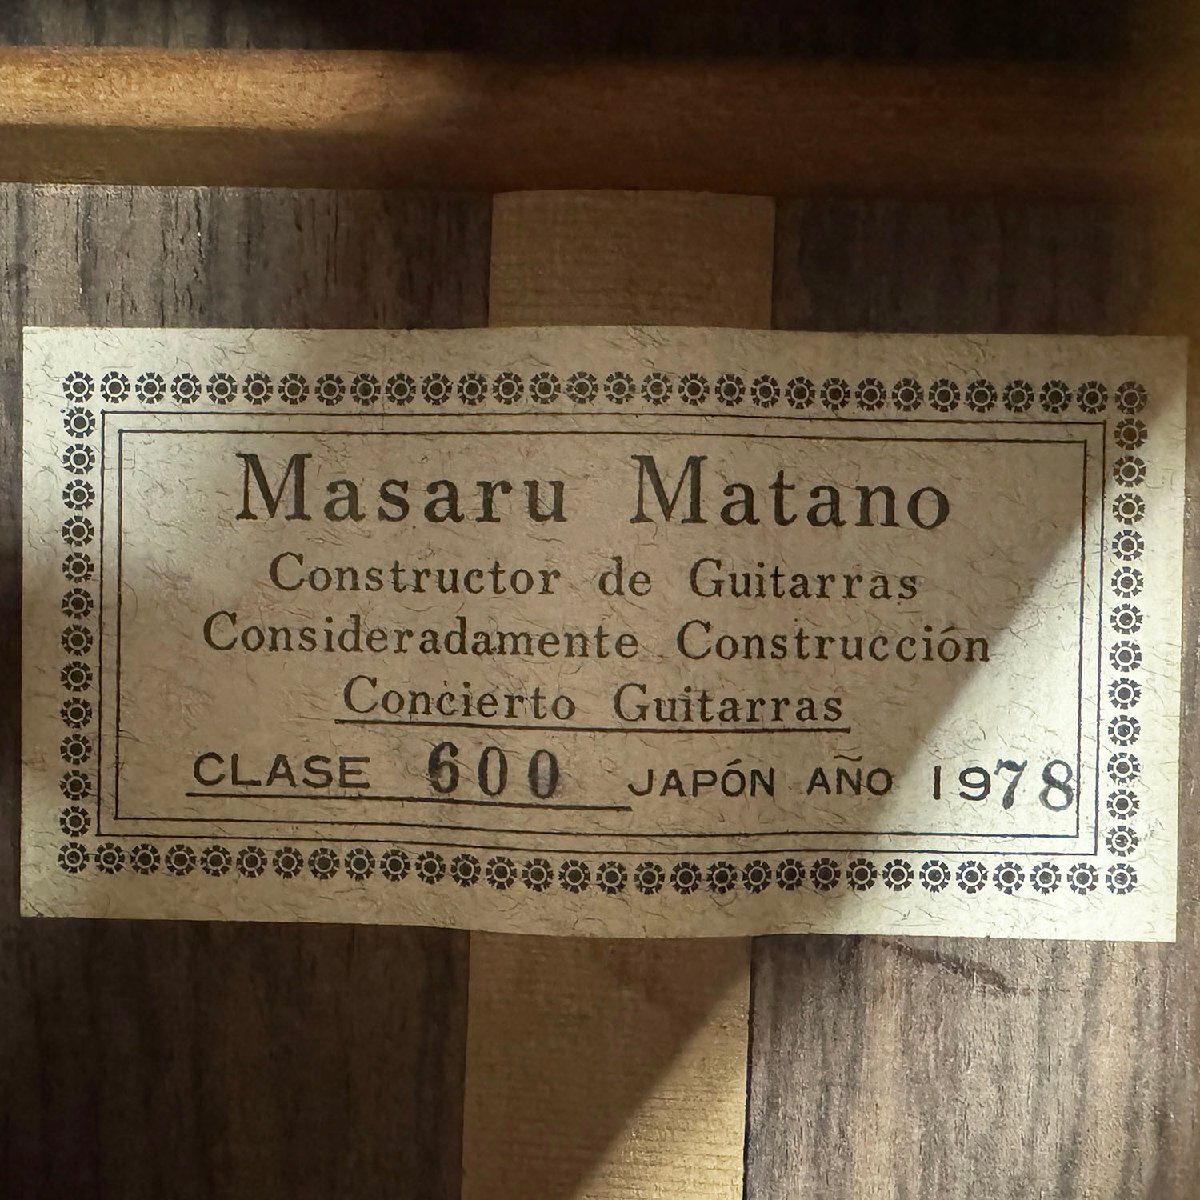 Masaru Matano
Constructor de Guitarras
Consideradamente Construcción
Concierto Guitarras
CLASE 600 JAPÓN AÑO 1978